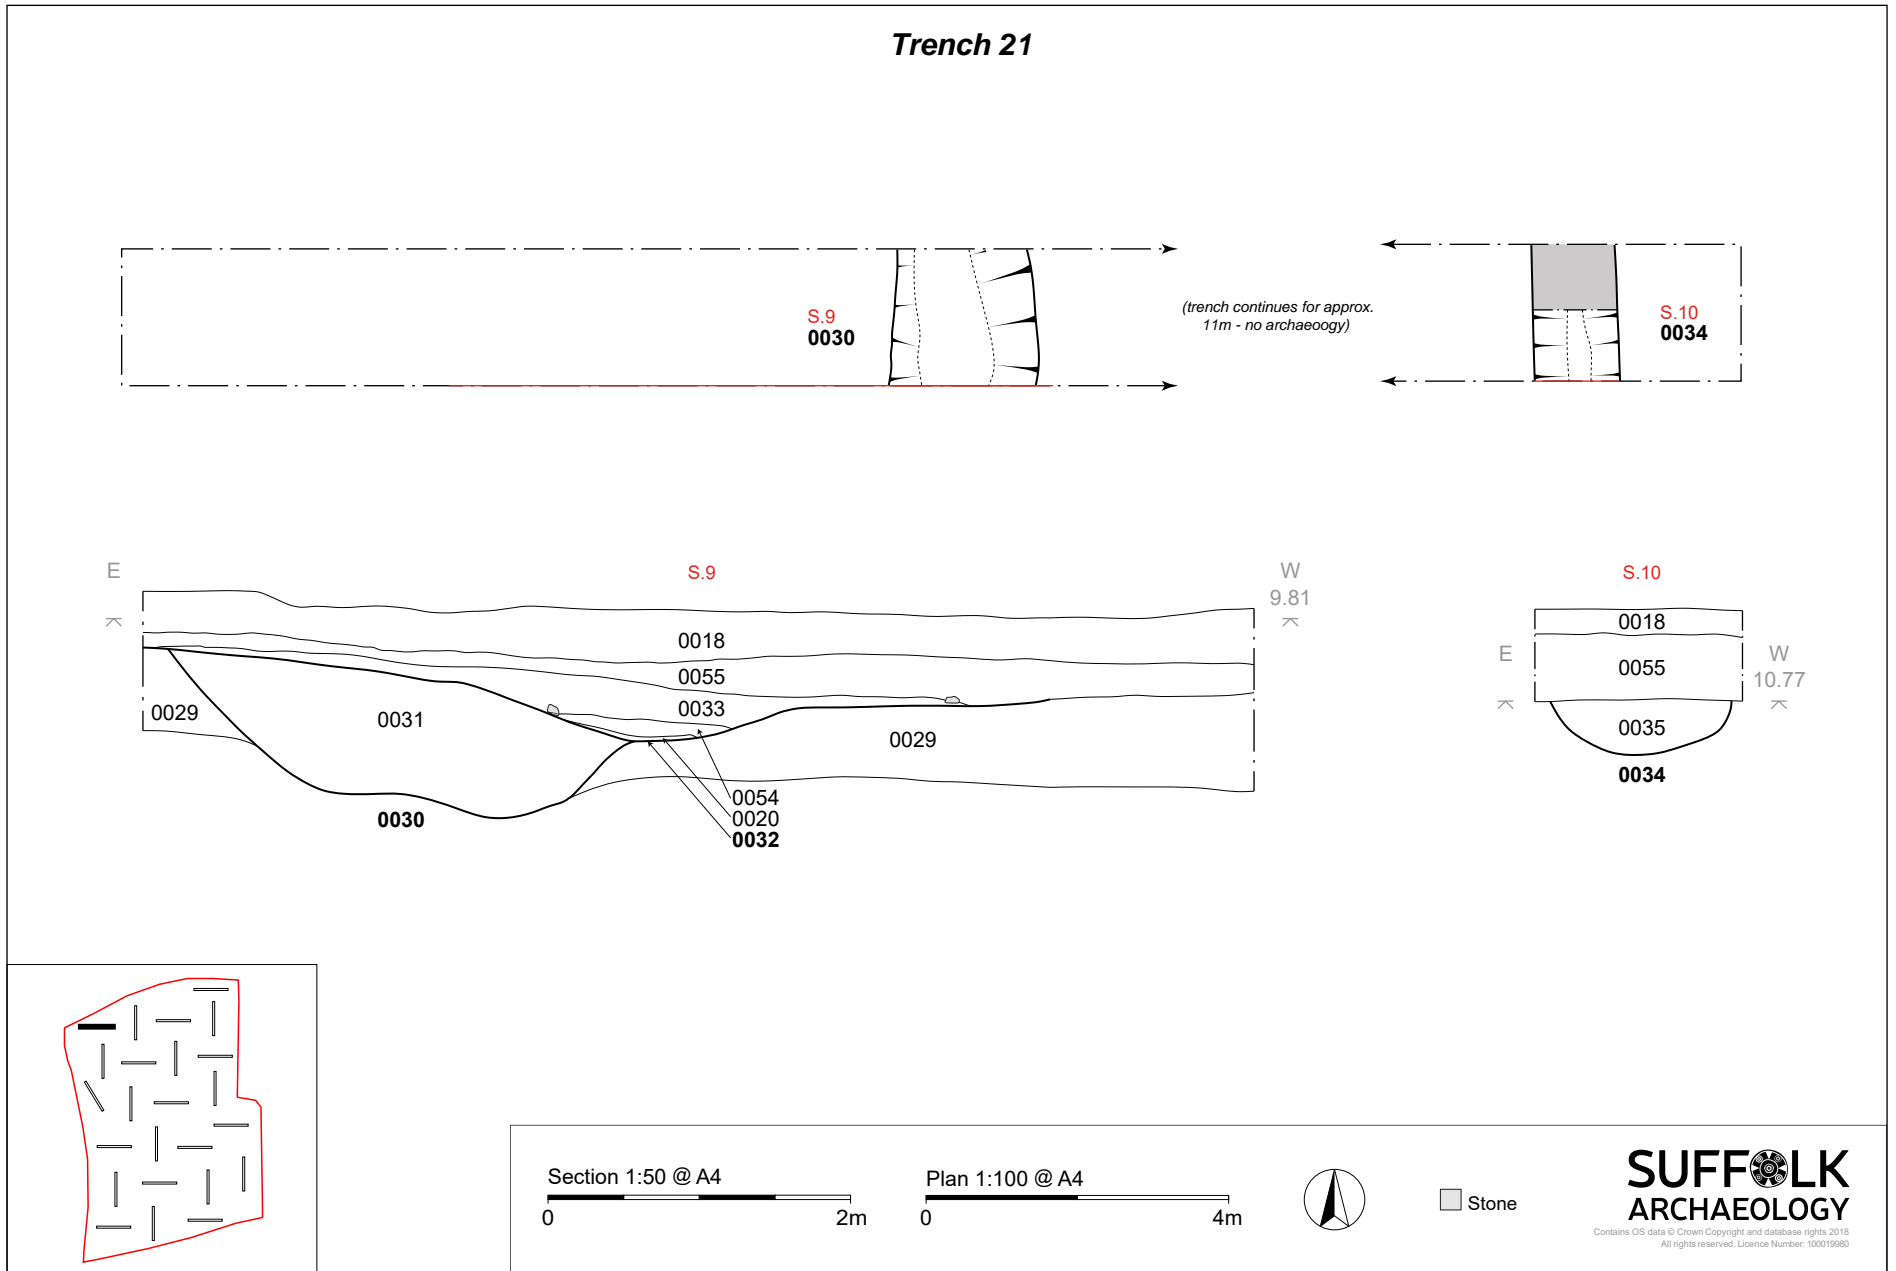 Trench 21
S.9
0030
(trench continues for approx.
11m - no archaeoogy)
S.10
0034
E
S.9
W
9.81
0018
0055
0033
0029
0031
0029
0054
0020
0032
0030
S.10
E
W
10.77
0018
0055
0035
0034
Section 1:50 @ A4
0
2m
Plan 1:100 @ A4
0
4m
Stone
SUFFOLK
ARCHAEOLOGY
Contains OS data © Crown Copyright and database rights 2018
All rights reserved. Licence Number: 100019980